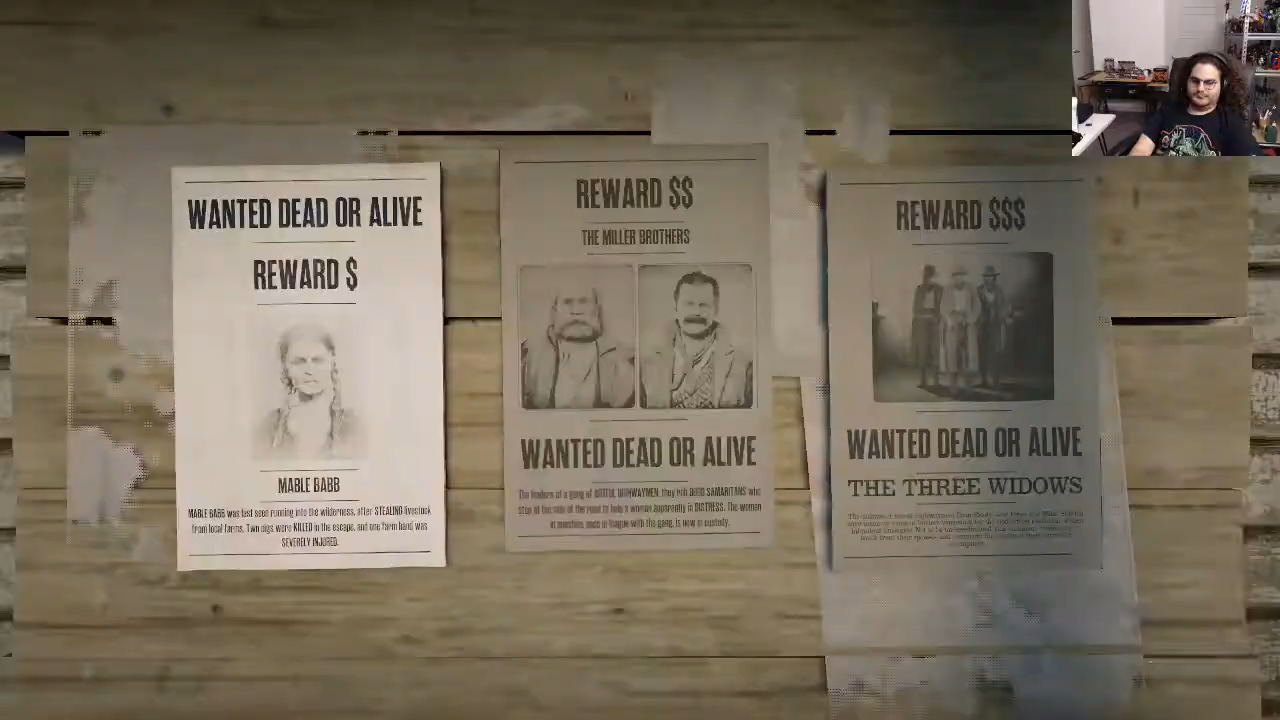 WANTED DEAD OR ALIVE
REWARD $
MABLE BABB
MABLE BABB was last seen running into the wilderness, after STEALING livestock
from local farms. Two pigs were KILLED in the escape, and one farm hand was
SEVERELY INJURED.
REWARD $$
THE MILLER BROTHERS
WANTED DEAD OR ALIVE
The leaders of a gang of BRUTAL HIGHWAYMEN, they rob GOOD SAMARITANS who
stop at the side of the road to help a woman apparently in DISTRESS. The woman
in question, once in league with the gang, is now in custody.
REWARD $$$
WANTED DEAD OR ALIVE
THE THREE WIDOWS